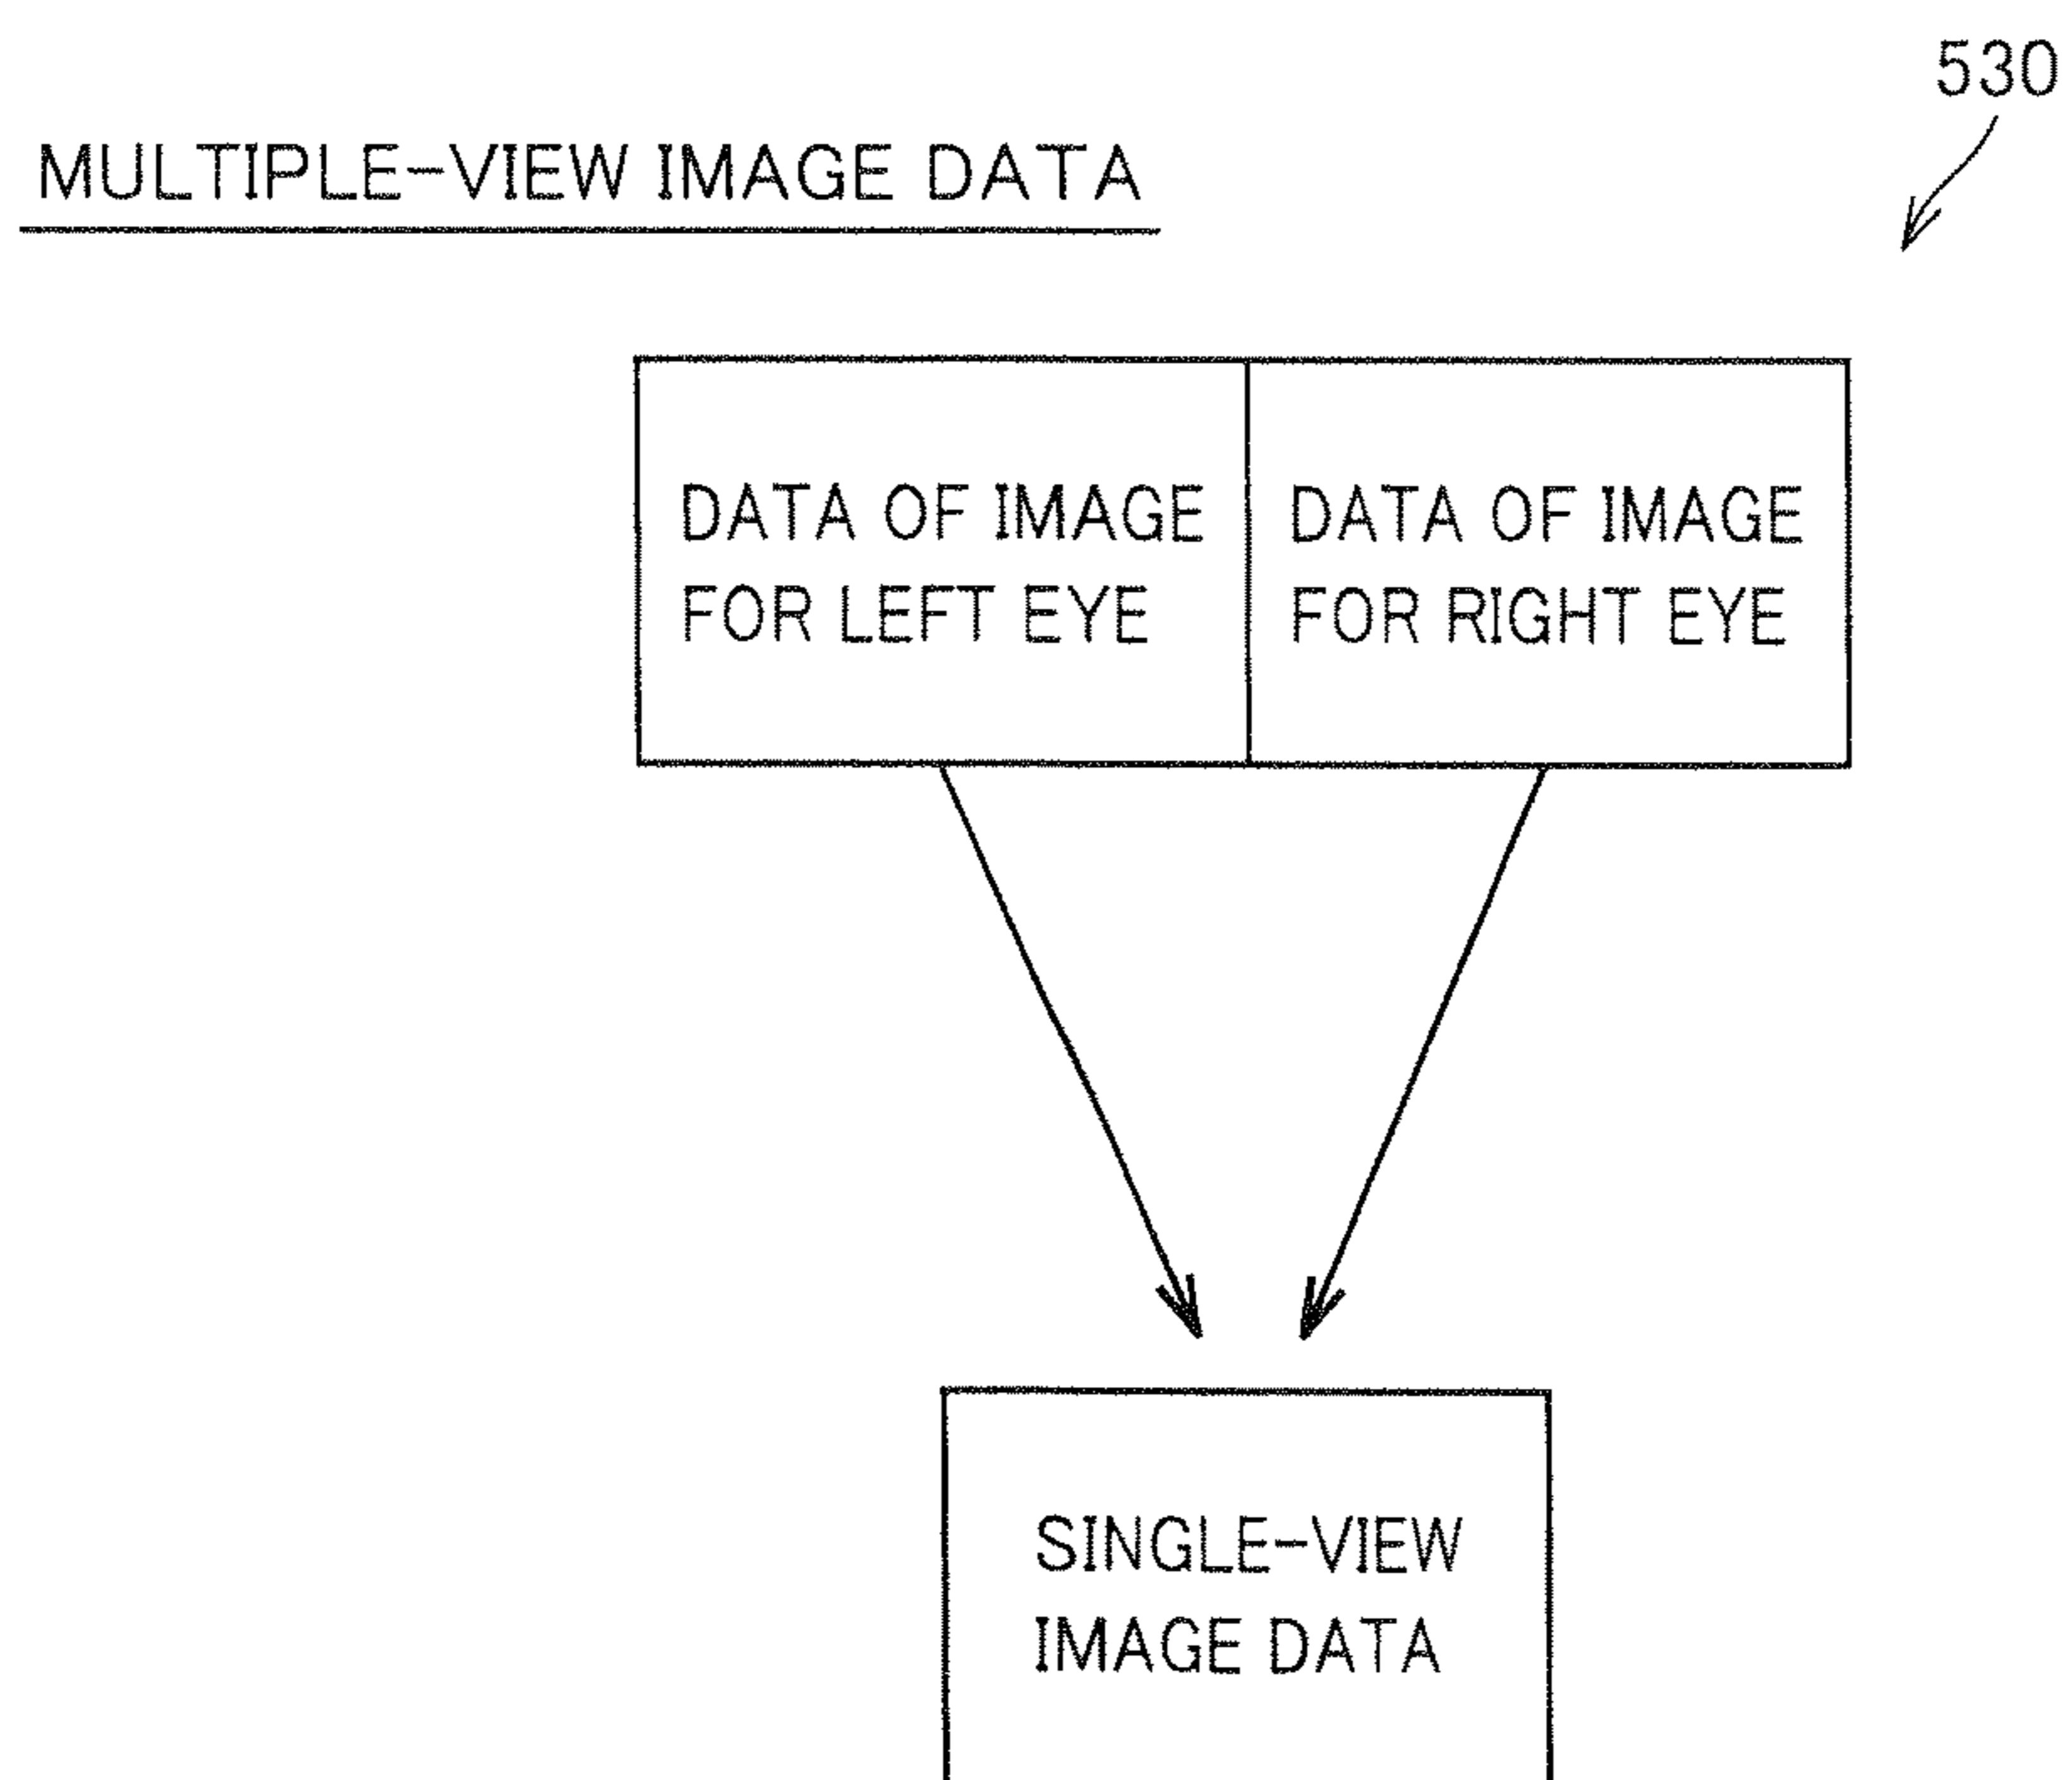 530
MULTIPLE-VIEW IMAGE DATA
DATA OF IMAGE
FOR LEFT EYE
DATA OF IMAGE
FOR RIGHT EYE
SINGLE-VIEW
IMAGE DATA